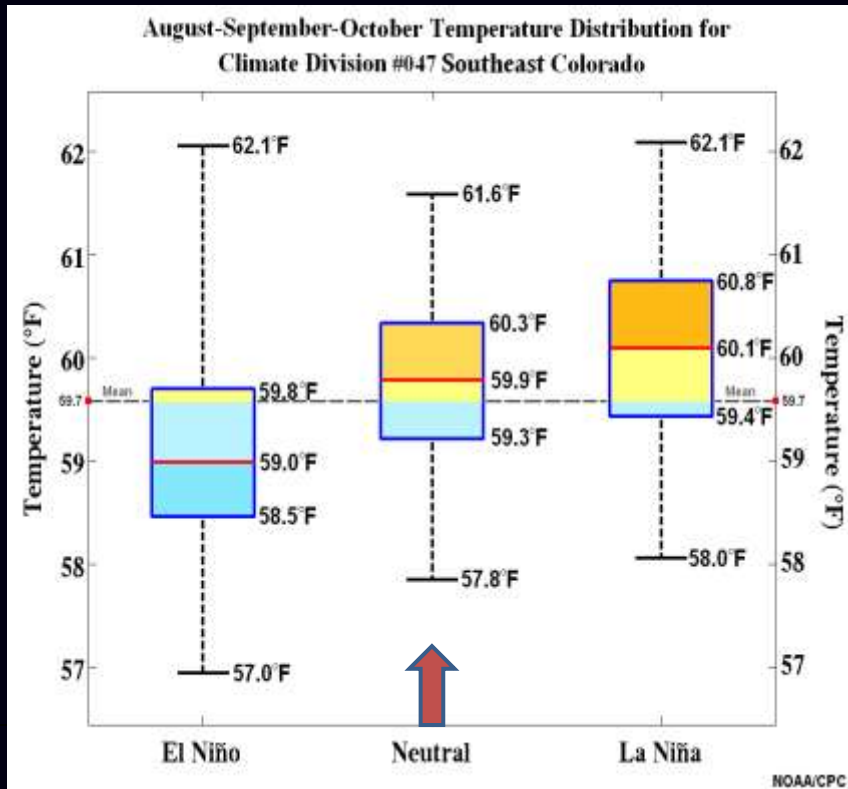 August-September-October Temperature Distribution for
Climate Division #047 Southeast Colorado
Temperature (°F)
62
61
60
59.7
59
58
57
Mean
62.1°F
59.8°F
59.0°F
58.5°F
57.0°F
61.6°F
60.3°F
59.9°F
59.3°F
57.8°F
62.1°F
60.8°F
60.1°F
59.4°F
58.0°F
Mean
62
61
60
59.7
59
58
57
Temperature (°F)
El Niño
Neutral
La Niña
NOAA/CPC